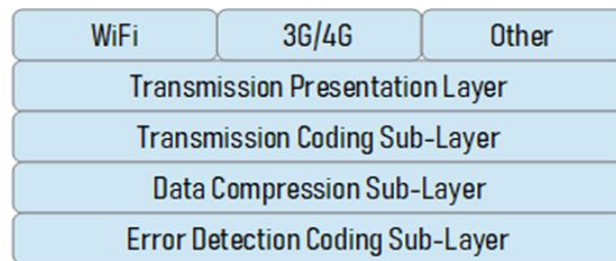 WiFi 3G/4G Other
Transmission Presentation Layer
Transmission Coding Sub-Layer
Data Compression Sub-Layer
Error Detection Coding Sub-Layer